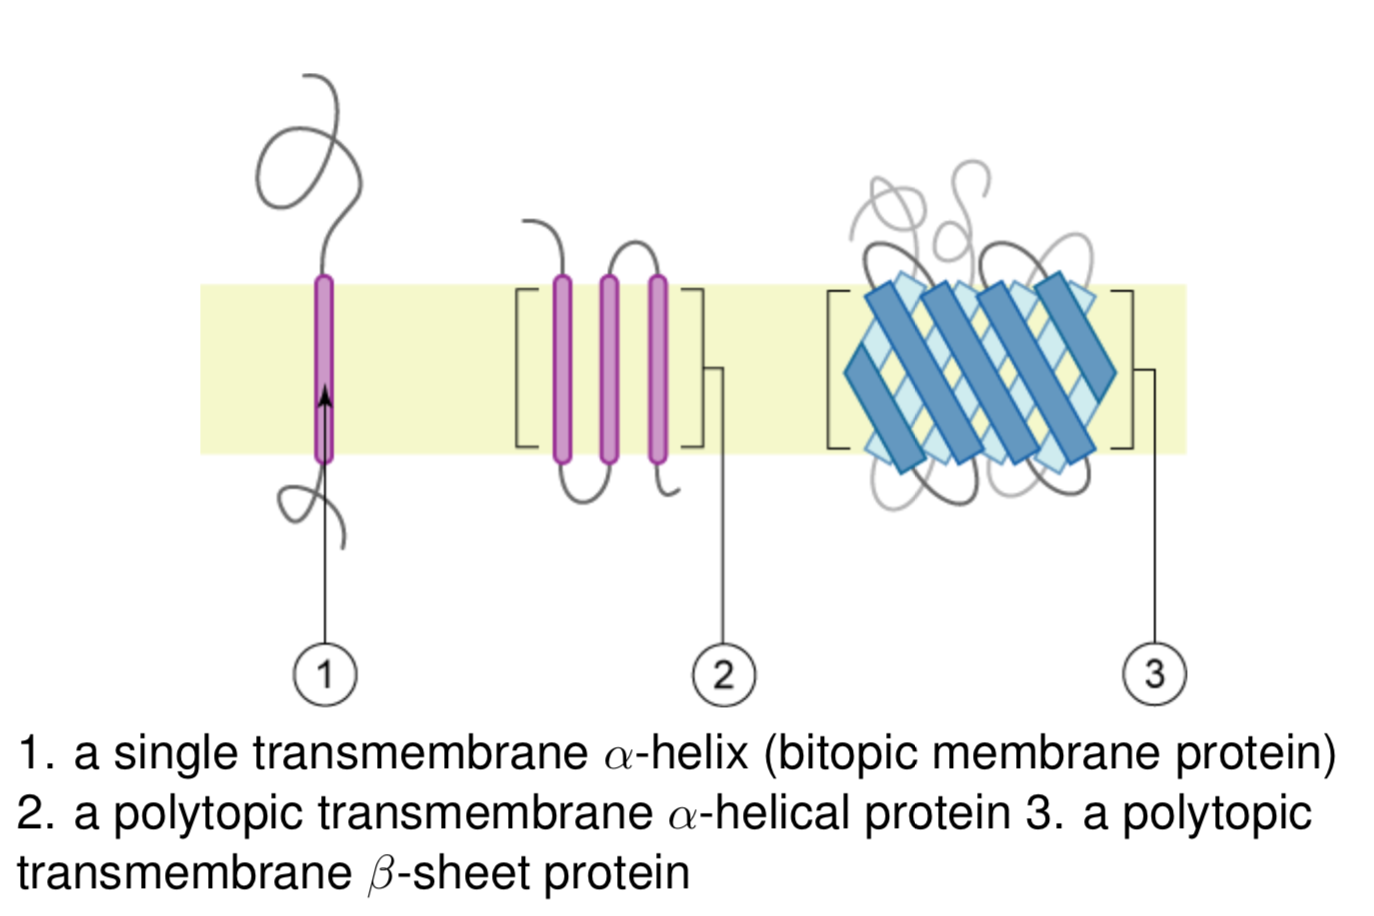 1
2
3
1. a single transmembrane α-helix (bitopic membrane protein)
2. a polytopic transmembrane α-helical protein 3. a polytopic
transmembrane β-sheet protein